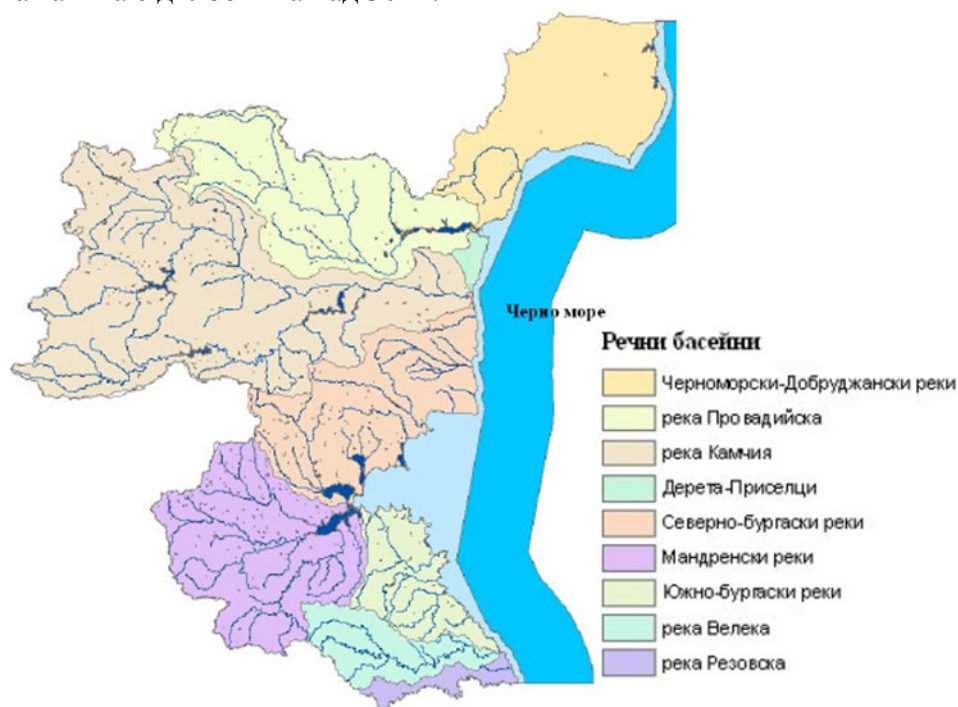 Черно море
Речни басейни
Черноморски-Добруджански реки
река Провадийска
река Камчия
Дерета-Приселци
Северно-бургаски реки
Мандренски реки
Южно-бургаски реки
река Велека
река Резовска